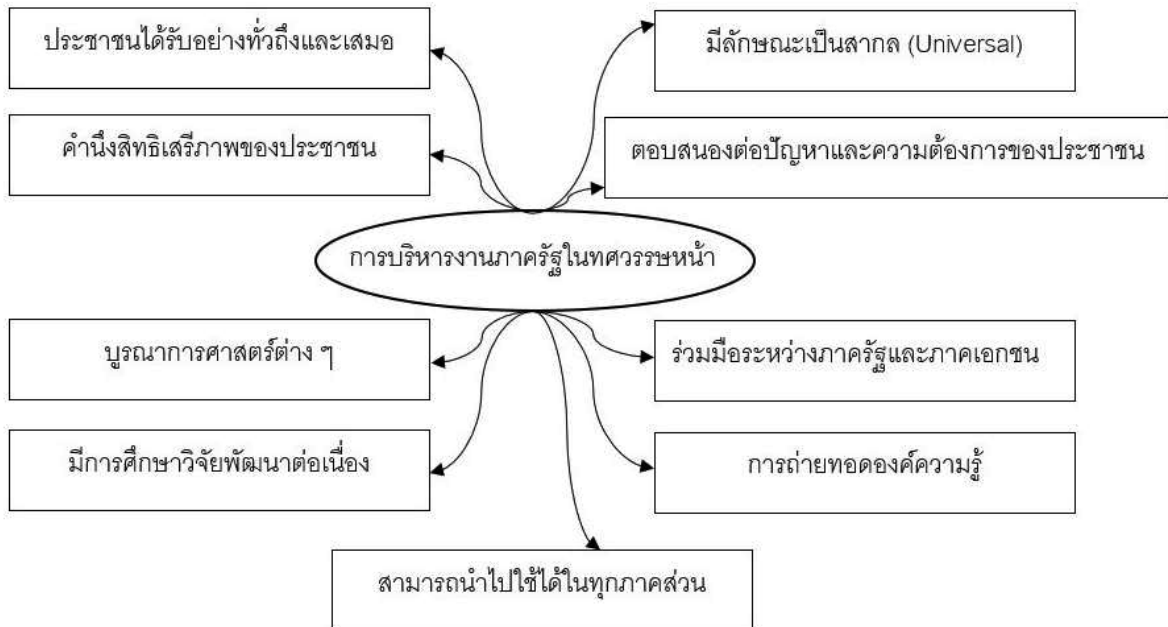 ประชาชนได้รับอย่างทั่วถึงและเสมอ
มีลักษณะเป็นสากล (Universal)
คำนึงสิทธิเสรีภาพของประชาชน
ตอบสนองต่อปัญหาและความต้องการของประชาชน
การบริหารงานภาครัฐในทศวรรษหน้า
บูรณาการศาสตร์ต่าง ๆ
ร่วมมือระหว่างภาครัฐและภาคเอกชน
มีการศึกษาวิจัยพัฒนาต่อเนื่อง
การถ่ายทอดองค์ความรู้
สามารถนำไปใช้ได้ในทุกภาคส่วน